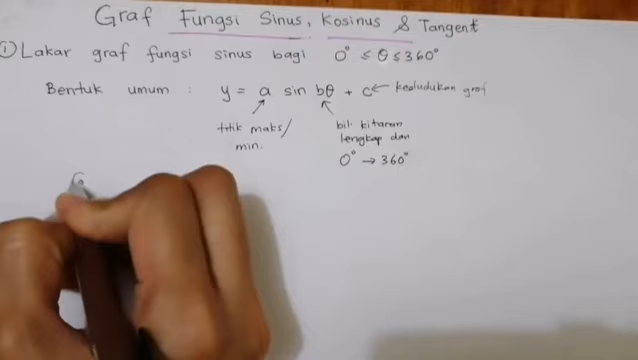 Graf Fungsi Sinus, Kosinus & Tangent
① Lakar graf fungsi sinus bagi 0° ≤ θ ≤ 360°
Bentuk umum : y = a sin bθ + c ← kedudukan graf
titik maks/ min.
bil. kitaran lengkap dari 0° → 360°
G